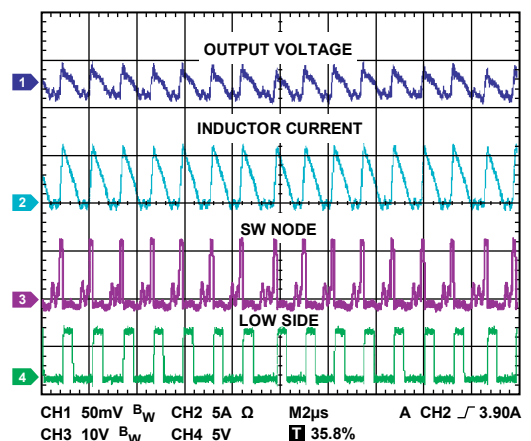 OUTPUT VOLTAGE
1
INDUCTOR CURRENT
2
SW NODE
3
LOW SIDE
4
CH1 50mV BW CH2 5A Ω M2µs A CH2 3.90A
CH3 10V BW CH4 5V T 35.8%